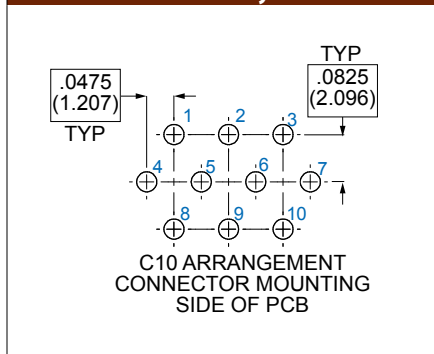 TYP
.0475
(1.207)
TYP
.0825
(2.096)
1 2 3
4 5 6 7
8 9 10
C10 ARRANGEMENT
CONNECTOR MOUNTING
SIDE OF PCB